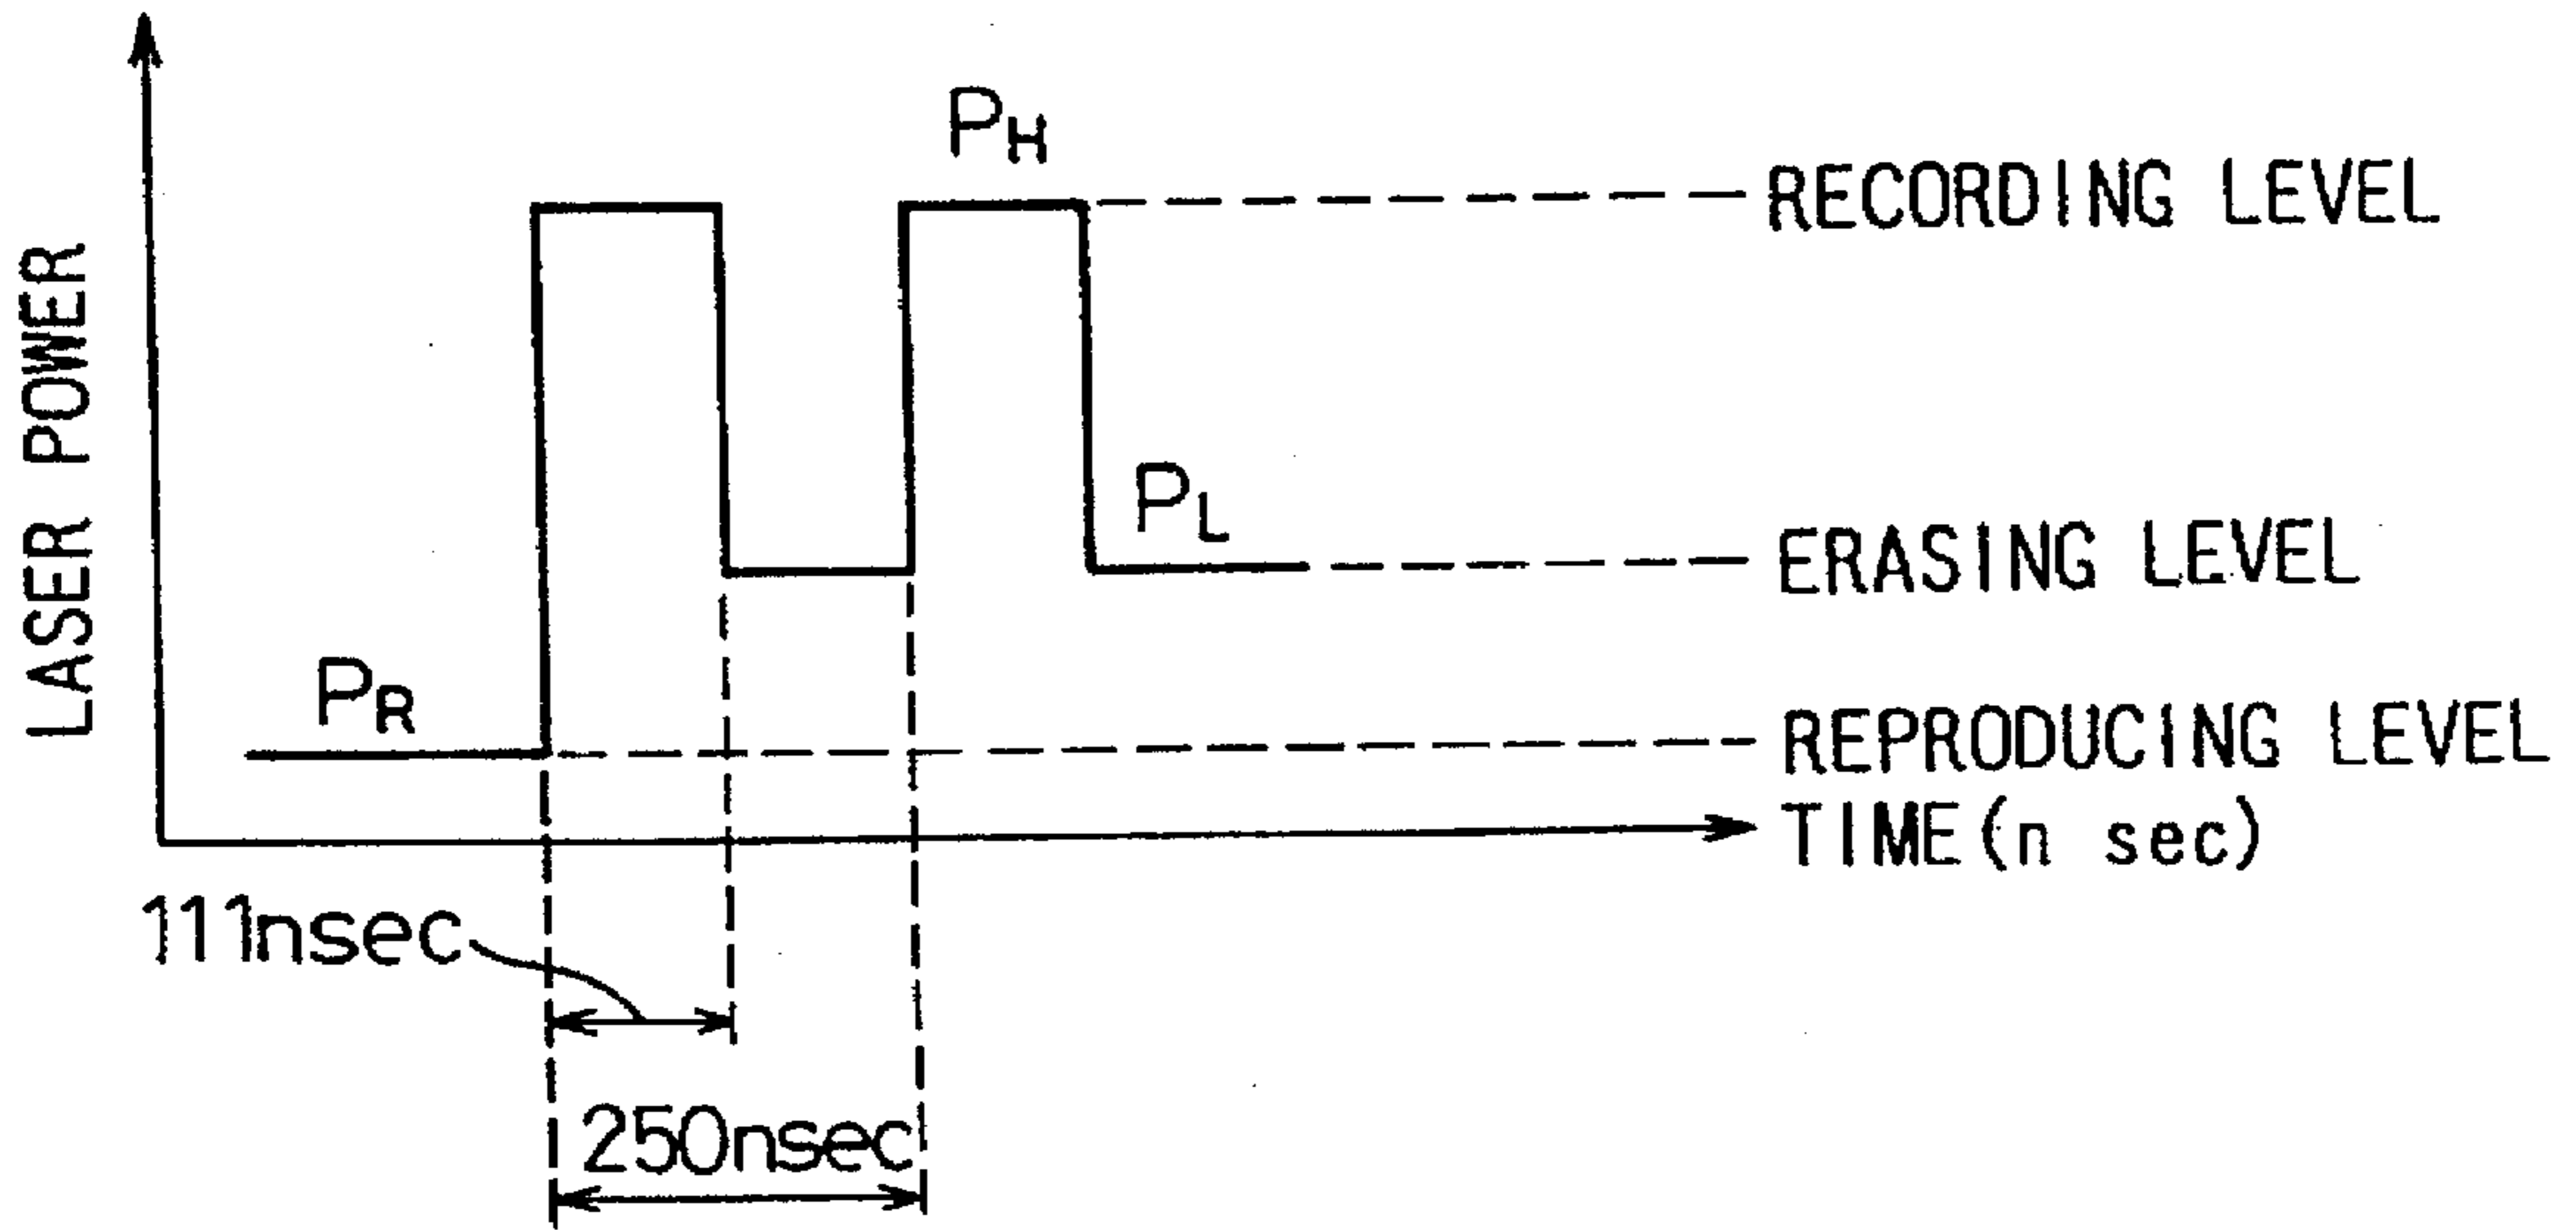 LASER POWER
PH
RECORDING LEVEL
PL
ERASING LEVEL
PR
REPRODUCING LEVEL
TIME(n sec)
111nsec
250nsec